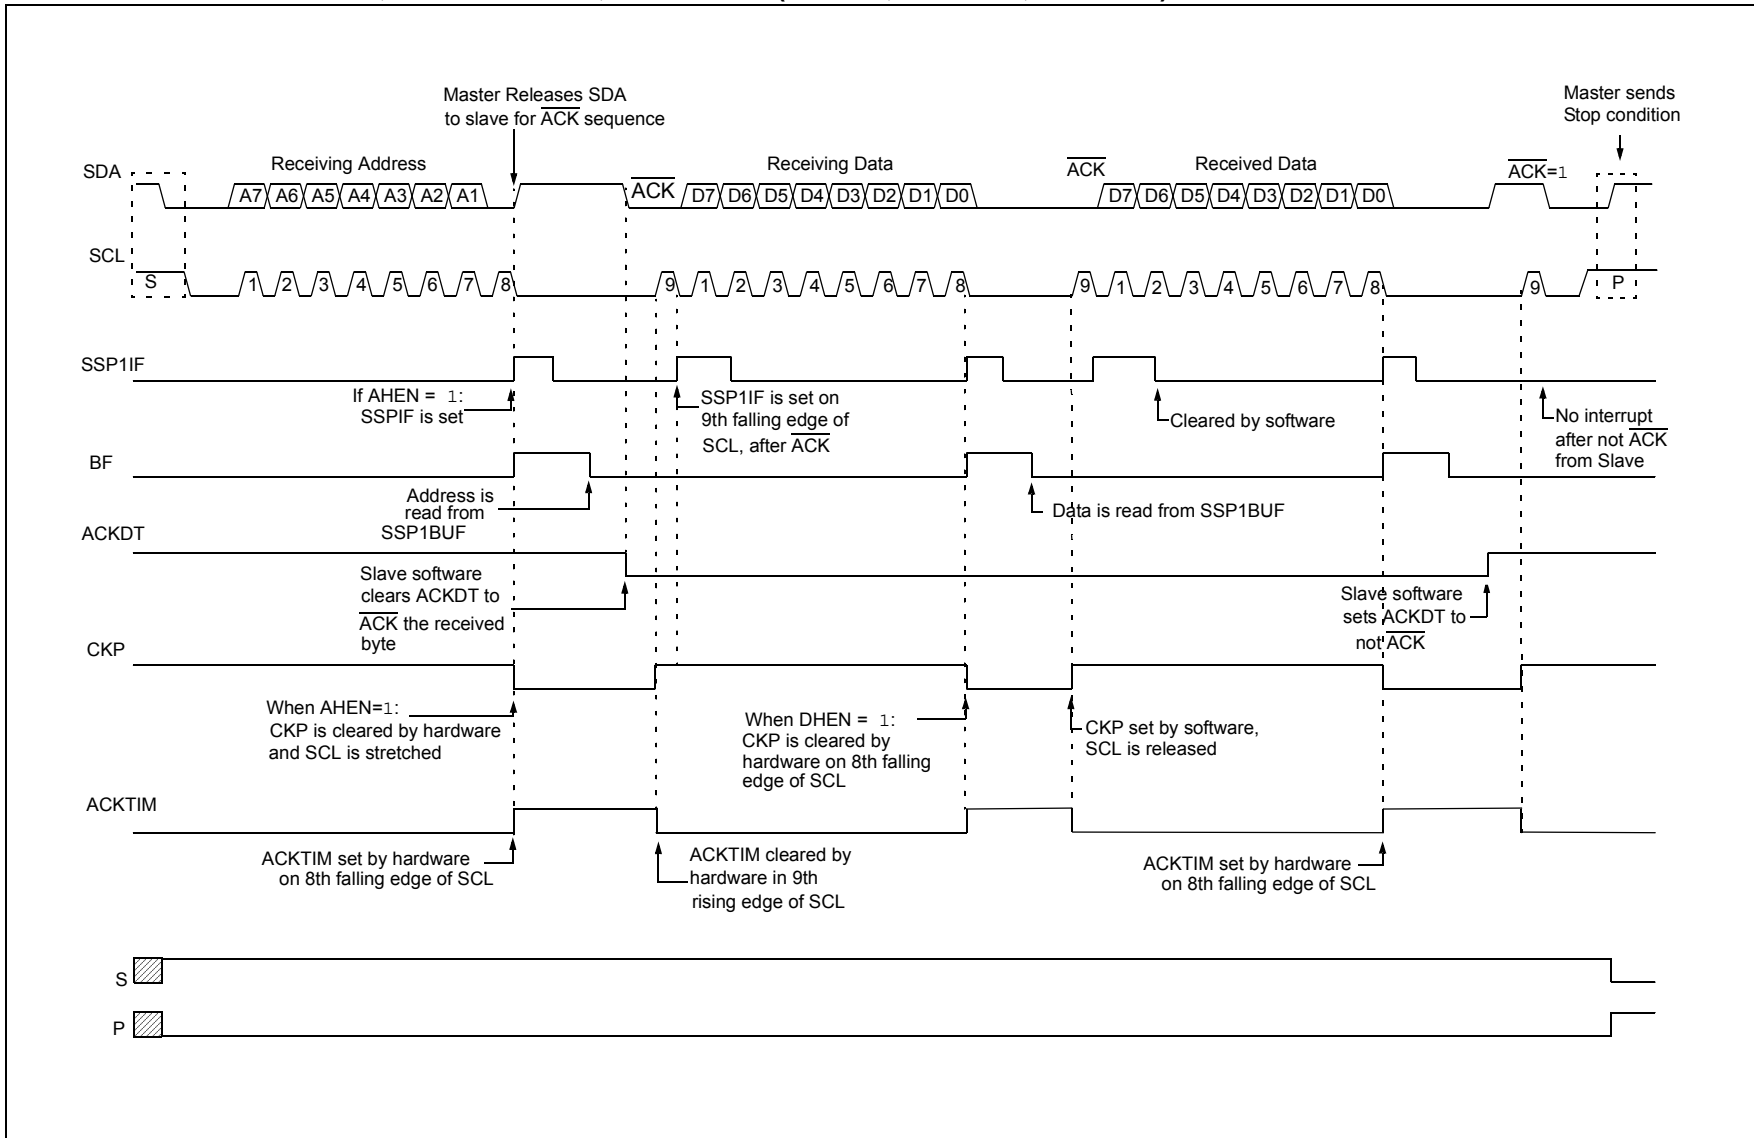 Master Releases SDA
to slave for ACK sequence
Master sends
Stop condition
SDA
Receiving Address
Receiving Data
ACK
Received Data
ACK=1
A7 A6 A5 A4 A3 A2 A1
ACK
D7 D6 D5 D4 D3 D2 D1 D0
D7 D6 D5 D4 D3 D2 D1 D0
SCL
S
1 2 3 4 5 6 7 8
9 1 2 3 4 5 6 7 8
9 1 2 3 4 5 6 7 8
9
P
SSP1IF
If AHEN = 1:
SSPIF is set
SSP1IF is set on
9th falling edge of
SCL, after ACK
Cleared by software
No interrupt
after not ACK
from Slave
BF
Address is
read from
SSP1BUF
Data is read from SSP1BUF
ACKDT
Slave software
clears ACKDT to
ACK the received
byte
Slave software
sets ACKDT to
not ACK
CKP
When AHEN=1:
CKP is cleared by hardware
and SCL is stretched
When DHEN = 1:
CKP is cleared by
hardware on 8th falling
edge of SCL
CKP set by software,
SCL is released
ACKTIM
ACKTIM set by hardware
on 8th falling edge of SCL
ACKTIM cleared by
hardware in 9th
rising edge of SCL
ACKTIM set by hardware
on 8th falling edge of SCL
S
P